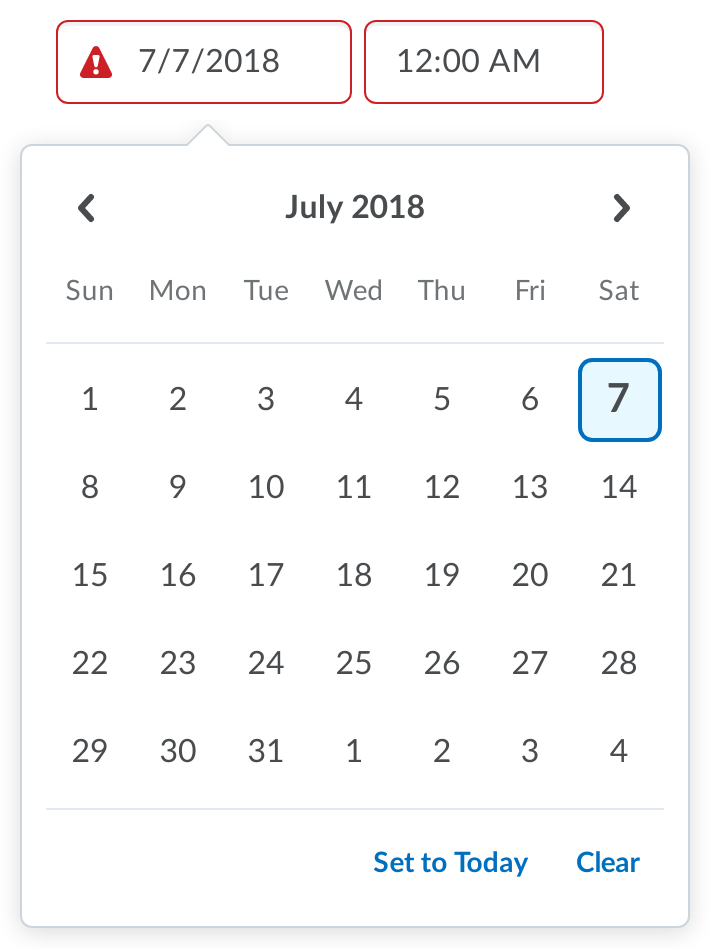 7/7/2018 12:00 AM
July 2018
Sun Mon Tue Wed Thu Fri Sat
1 2 3 4 5 6 7
8 9 10 11 12 13 14
15 16 17 18 19 20 21
22 23 24 25 26 27 28
29 30 31 1 2 3 4
Set to Today Clear